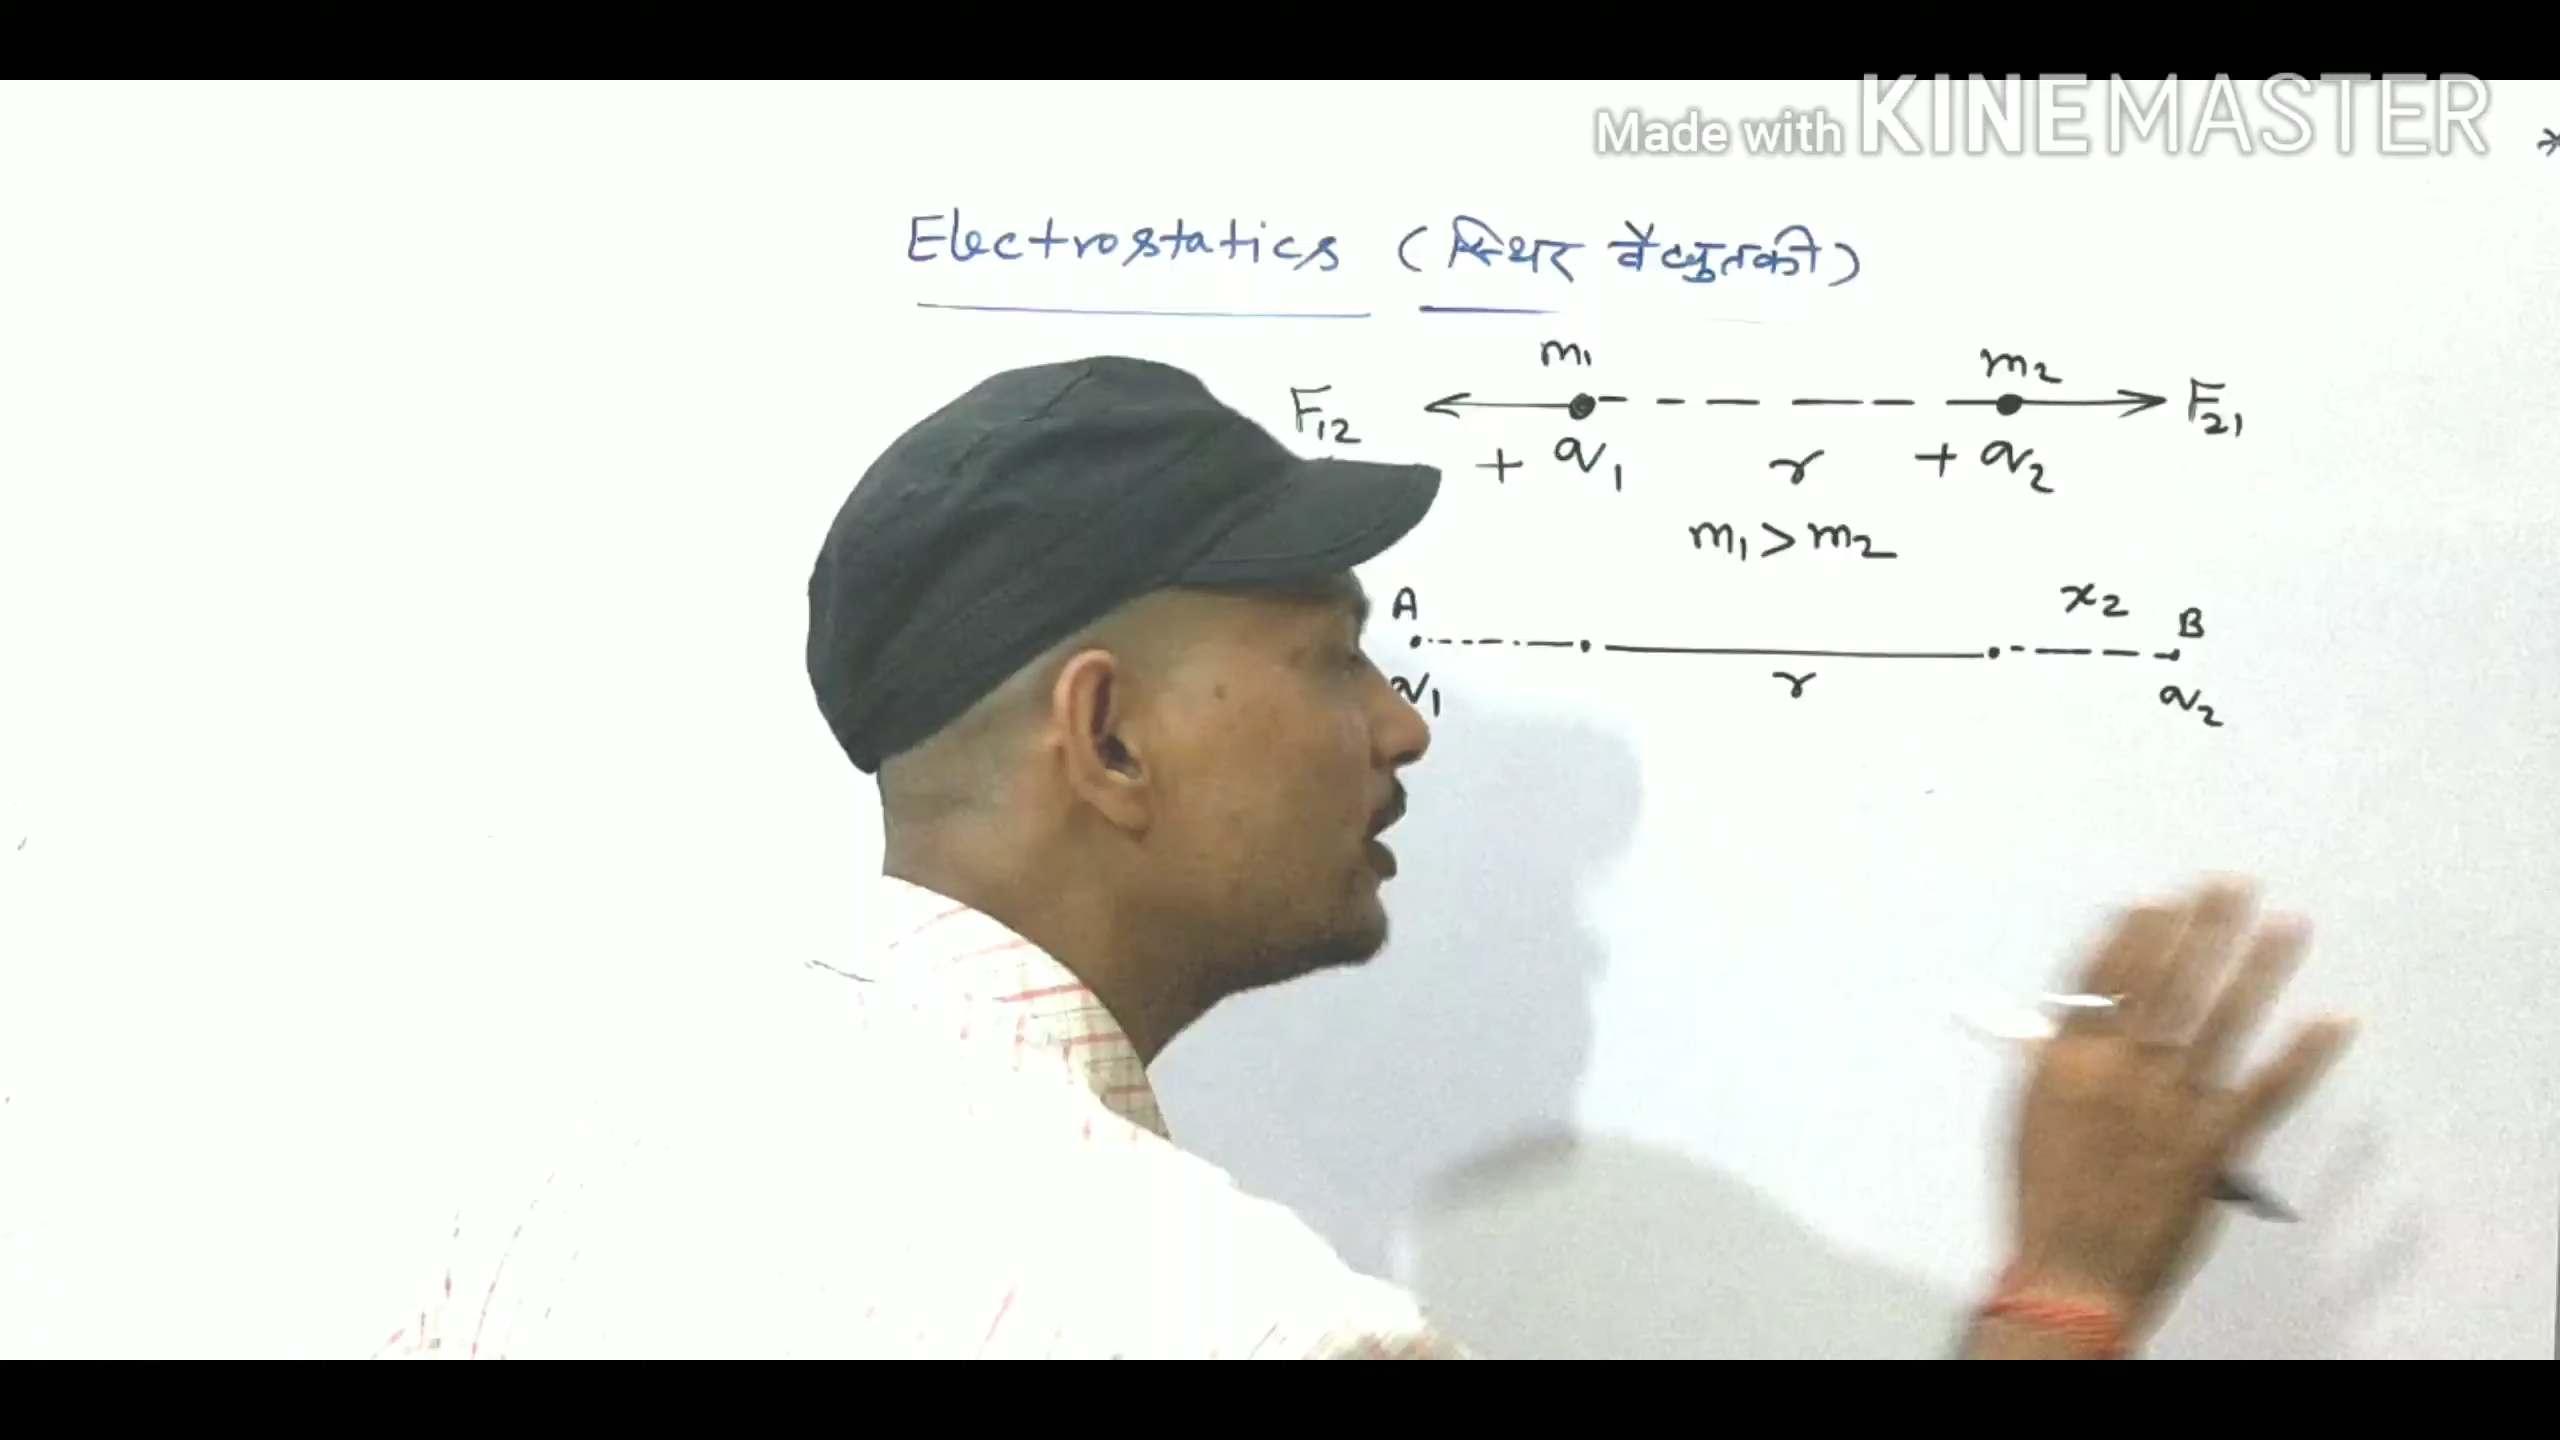 Made with KINEMASTER
*
Electrostatics (स्थिर वैद्युतकी)
m₁ m₂
F₁₂ F₂₁
+ q₁ r + q₂
m₁ > m₂
A x₂ B
q₁ r q₂